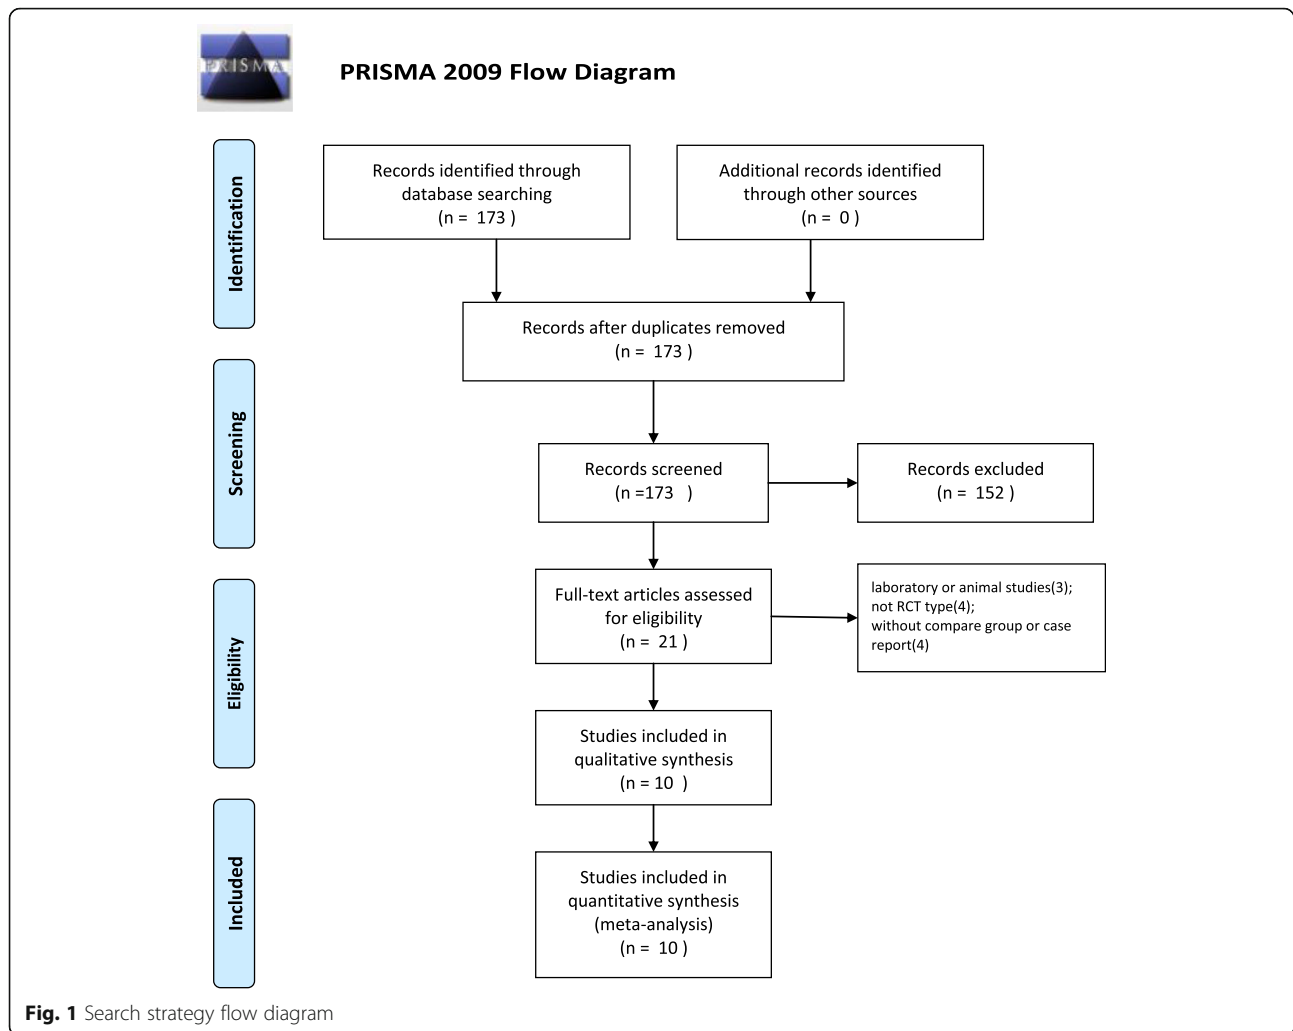 PRISMA
PRISMA 2009 Flow Diagram
Identification
Records identified through
database searching
(n = 173 )
Additional records identified
through other sources
(n = 0 )
Records after duplicates removed
(n = 173 )
Screening
Records screened
(n =173 )
Records excluded
(n = 152 )
Eligibility
Full-text articles assessed
for eligibility
(n = 21 )
laboratory or animal studies(3);
not RCT type(4);
without compare group or case
report(4)
Studies included in
qualitative synthesis
(n = 10 )
Included
Studies included in
quantitative synthesis
(meta-analysis)
(n = 10 )
Fig. 1 Search strategy flow diagram